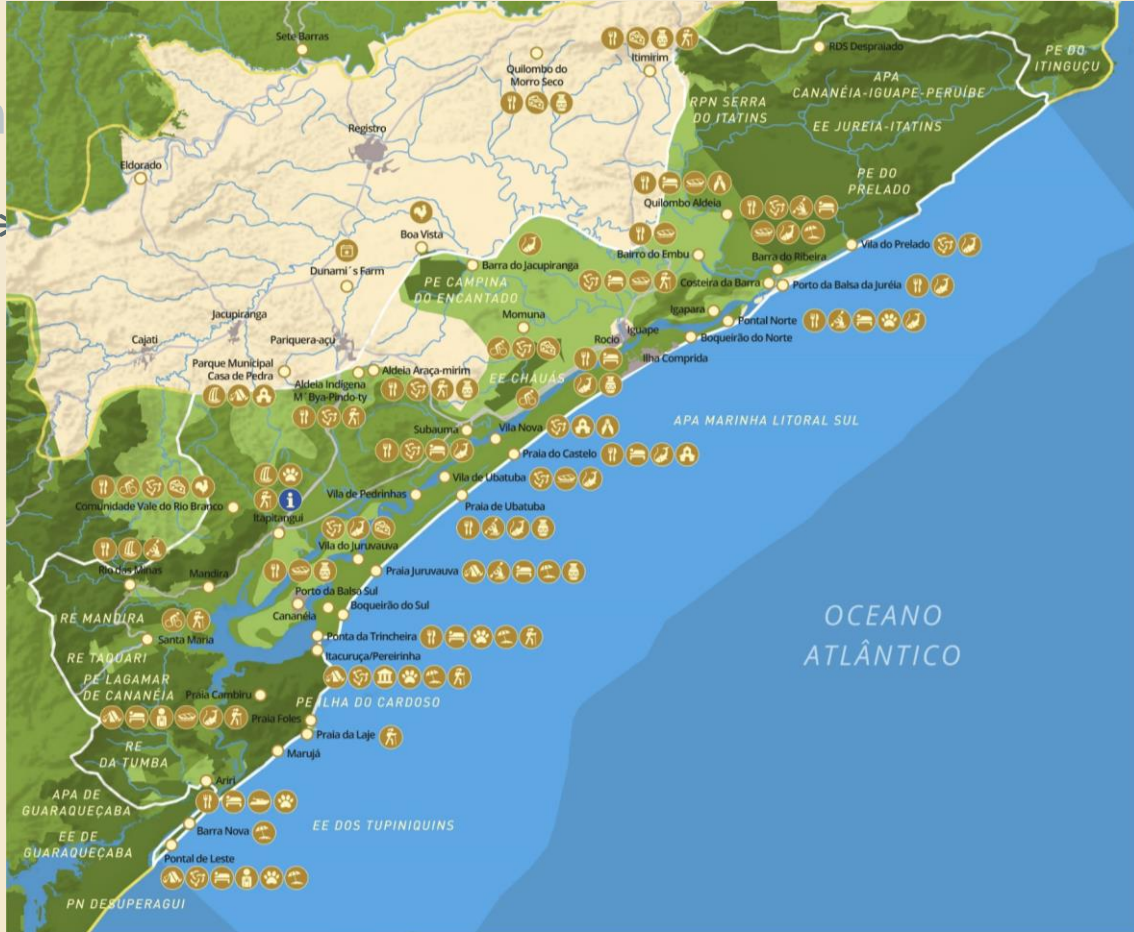 Sete Barras
Quilombo do
Morro Seco
Itimirim
RDS Despraiado
PE DO
ITINGUÇU
APA
CANANÉIA-IGUAPE-PERUÍBE
RPN SERRA
DO ITATINS
EE JUREIA-ITATINS
Registro
Eldorado
PE DO
PRELADO
Quilombo Aldeia
Boa Vista
Bairro do Embu
Vila do Prelado
Barra do Ribeira
Barra do Jacupiranga
Dunami´s Farm
PE CAMPINA
DO ENCANTADO
Costeira da Barra
Porto da Balsa da Juréia
Momuna
Igapara
Jacupiranga
Pontal Norte
Cajati
Pariquera-açu
Iguape
Rocio
Boqueirão do Norte
Ilha Comprida
Parque Municipal
Casa de Pedra
Aldeia Indígena
M´Bya-Pindo-ty
Aldeia Araça-mirim
EE CHAUÁS
APA MARINHA LITORAL SUL
Subauma
Vila Nova
Praia do Castelo
Vila de Ubatuba
Vila de Pedrinhas
Praia de Ubatuba
Comunidade Vale do Rio Branco
Itapitangui
Vila do Juruvauva
Praia Juruvauva
Rio das Minas
Mandira
Porto da Balsa Sul
Cananéia
Boqueirão do Sul
RE MANDIRA
Santa Maria
Ponta da Trincheira
Itacuruça/Pereirinha
OCEANO
ATLÂNTICO
RE TAQUARI
PE LAGAMAR
DE CANANÉIA
Praia Cambiru
PE ILHA DO CARDOSO
Praia Foles
Praia da Laje
RE
DA TUMBA
Marujá
Ariri
APA DE
GUARAQUEÇABA
Barra Nova
EE DOS TUPINIQUINS
EE DE
GUARAQUEÇABA
Pontal de Leste
PN DESUPERAGUI